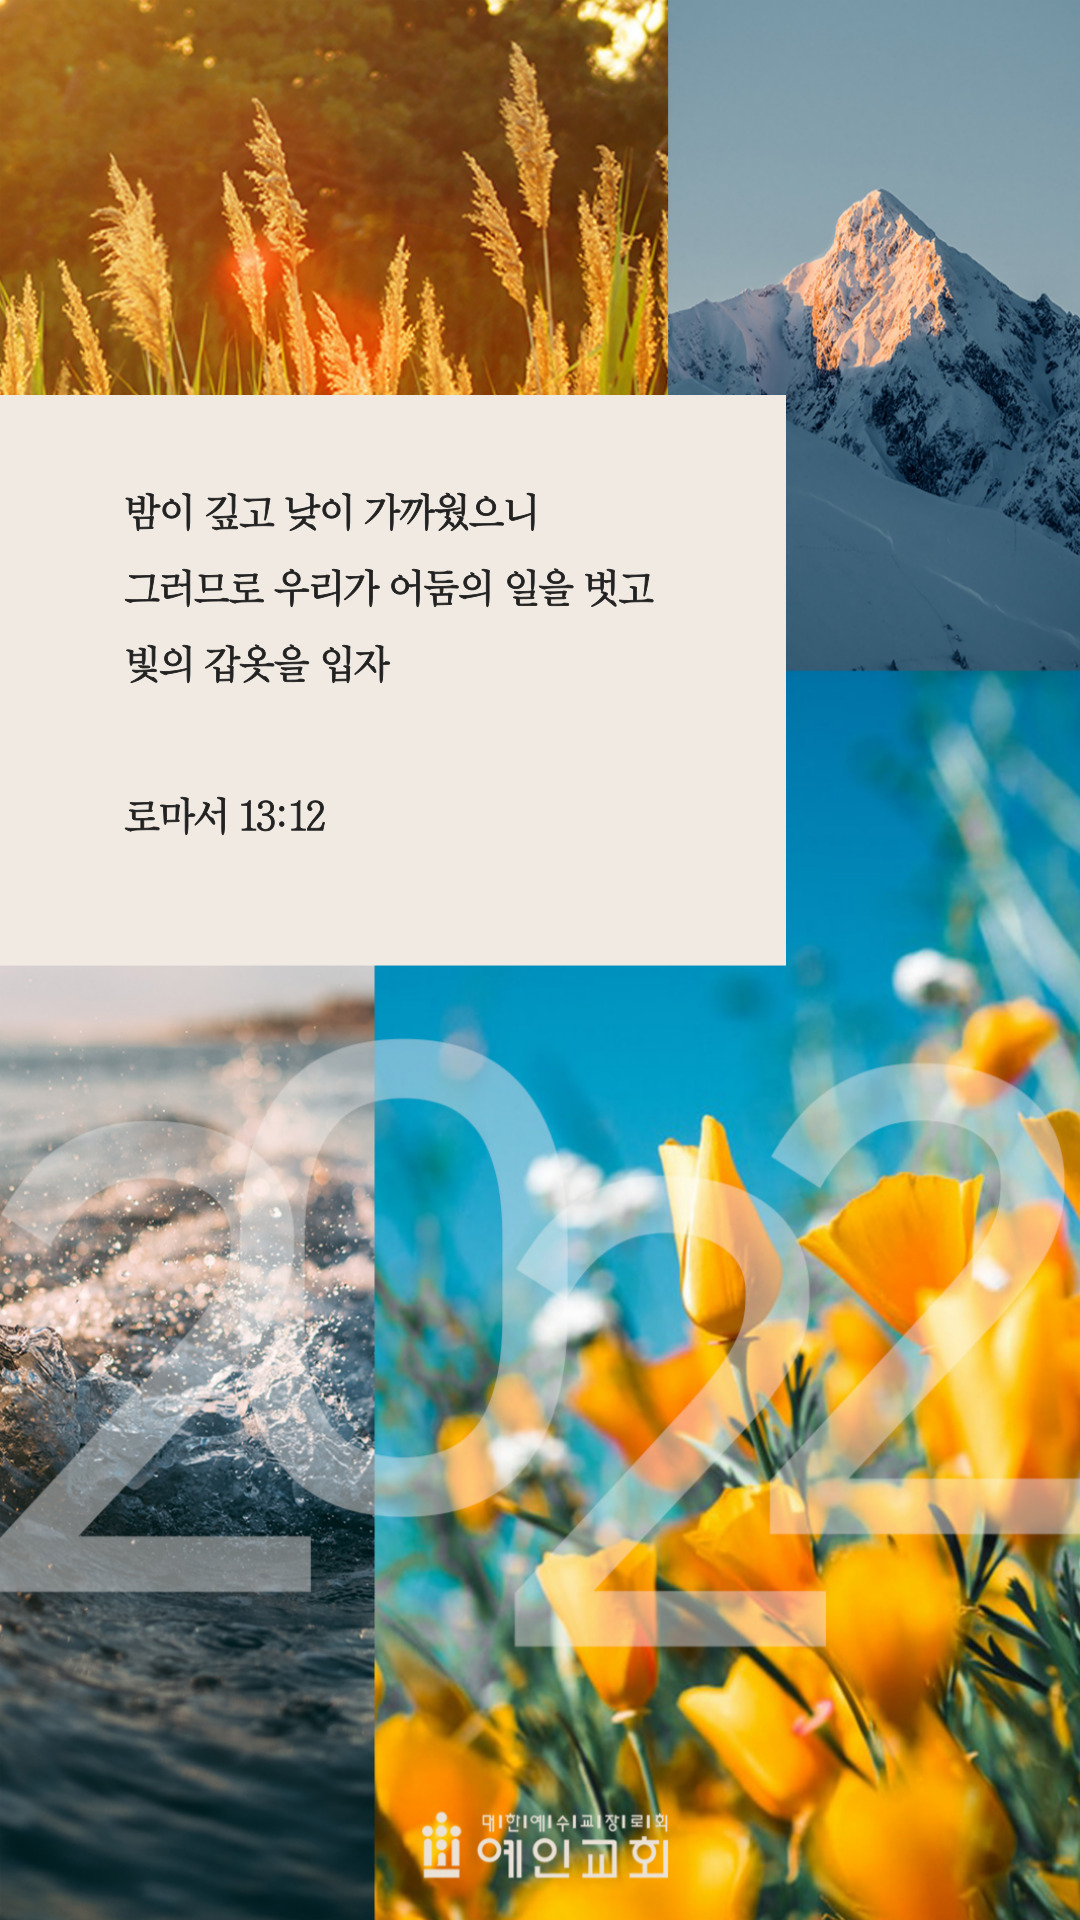 밤이 깊고 낮이 가까웠으니
그러므로 우리가 어둠의 일을 벗고
빛의 갑옷을 입자
로마서 13:12
2022
대한예수교장로회
예인교회